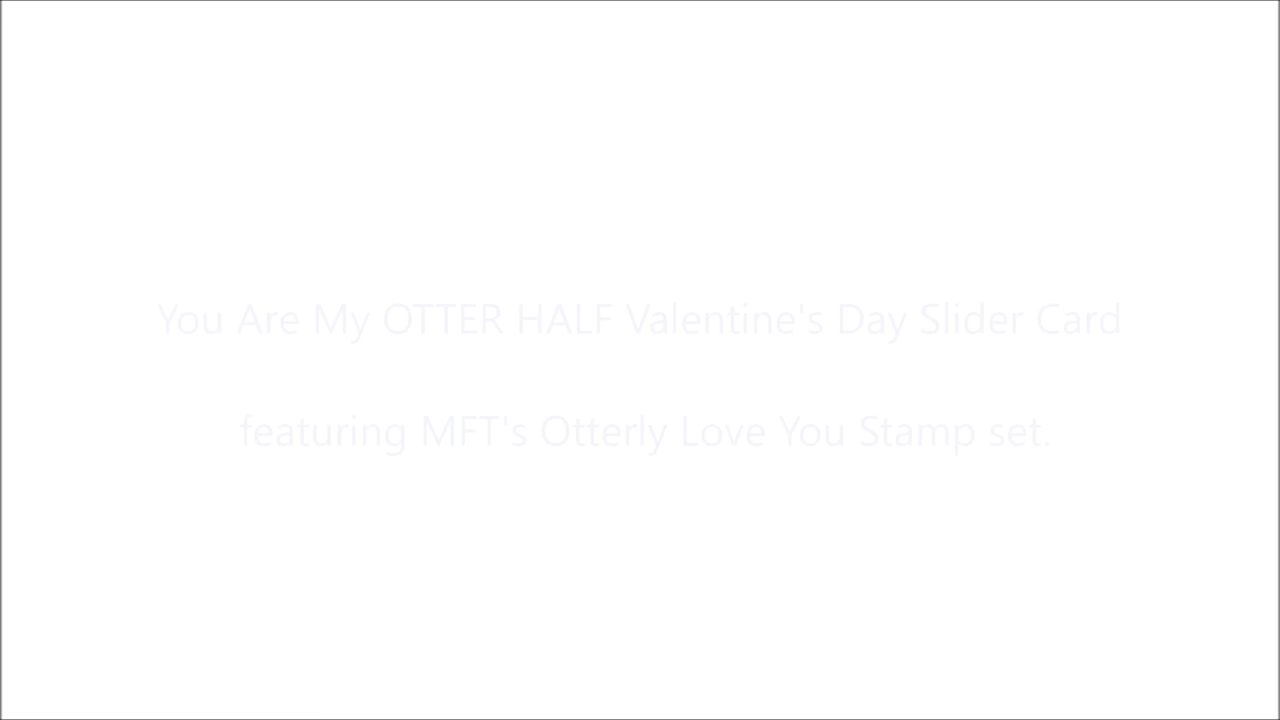 You Are My OTTER HALF Valentine's Day Slider Card
featuring MFT's Otterly Love You Stamp set.